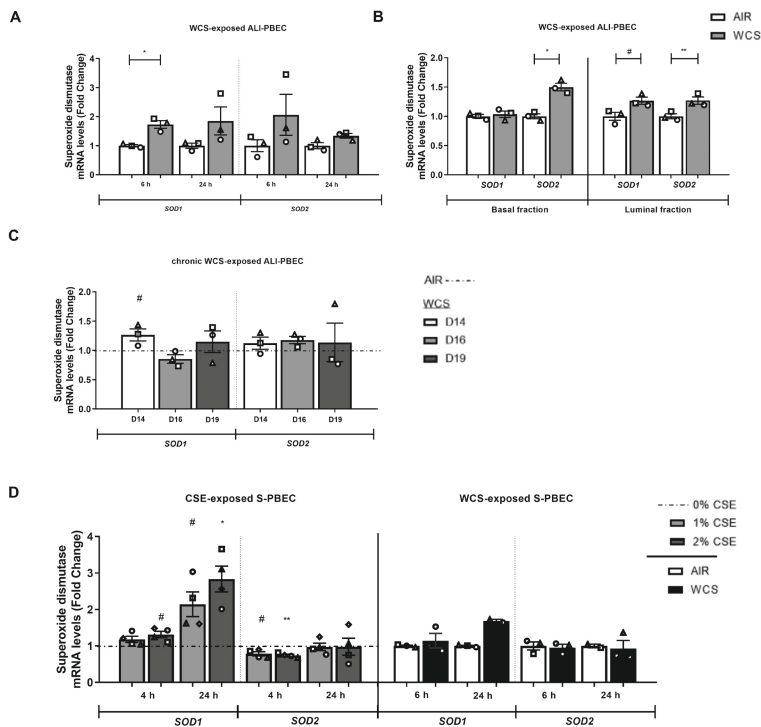 A
WCS-exposed ALI-PBEC
Superoxide dismutase
mRNA levels (Fold Change)
4
3
2
1
0
*
6 h
24 h
6 h
24 h
SOD1
SOD2
B
WCS-exposed ALI-PBEC
AIR
WCS
Superoxide dismutase
mRNA levels (Fold Change)
2.0
1.5
1.0
0.5
0.0
*
#
**
SOD1
SOD2
SOD1
SOD2
Basal fraction
Luminal fraction
C
chronic WCS-exposed ALI-PBEC
Superoxide dismutase
mRNA levels (Fold Change)
2.0
1.5
1.0
0.5
0.0
#
D14
D16
D19
D14
D16
D19
SOD1
SOD2
AIR
WCS
D14
D16
D19
D
CSE-exposed S-PBEC
WCS-exposed S-PBEC
Superoxide dismutase
mRNA levels (Fold Change)
4
3
2
1
0
#
#
*
#
**
4 h
24 h
4 h
24 h
6 h
24 h
6 h
24 h
SOD1
SOD2
SOD1
SOD2
0% CSE
1% CSE
2% CSE
AIR
WCS